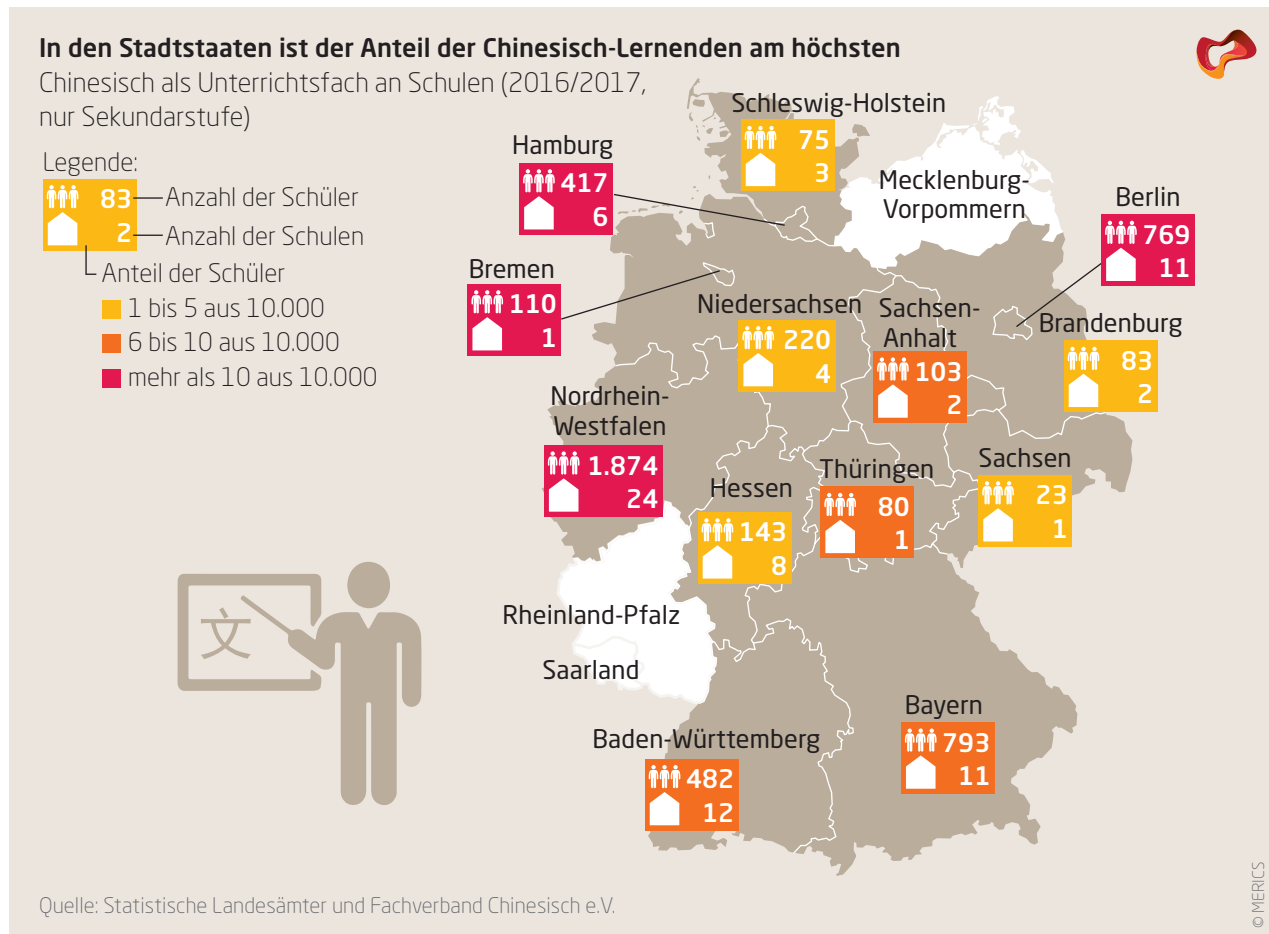 In den Stadtstaaten ist der Anteil der Chinesisch-Lernenden am höchsten
Chinesisch als Unterrichtsfach an Schulen (2016/2017,
nur Sekundarstufe)
Legende:
83
Anzahl der Schüler
2
Anzahl der Schulen
Anteil der Schüler
1 bis 5 aus 10.000
6 bis 10 aus 10.000
mehr als 10 aus 10.000
Schleswig-Holstein
75
3
Hamburg
417
6
Mecklenburg-
Vorpommern
Berlin
769
11
Bremen
110
1
Niedersachsen
220
4
Sachsen-
Anhalt
103
2
Brandenburg
83
2
Nordrhein-
Westfalen
1.874
24
Hessen
143
8
Thüringen
80
1
Sachsen
23
1
文
Rheinland-Pfalz
Saarland
Baden-Württemberg
482
12
Bayern
793
11
Quelle: Statistische Landesämter und Fachverband Chinesisch e.V.
© MERICS